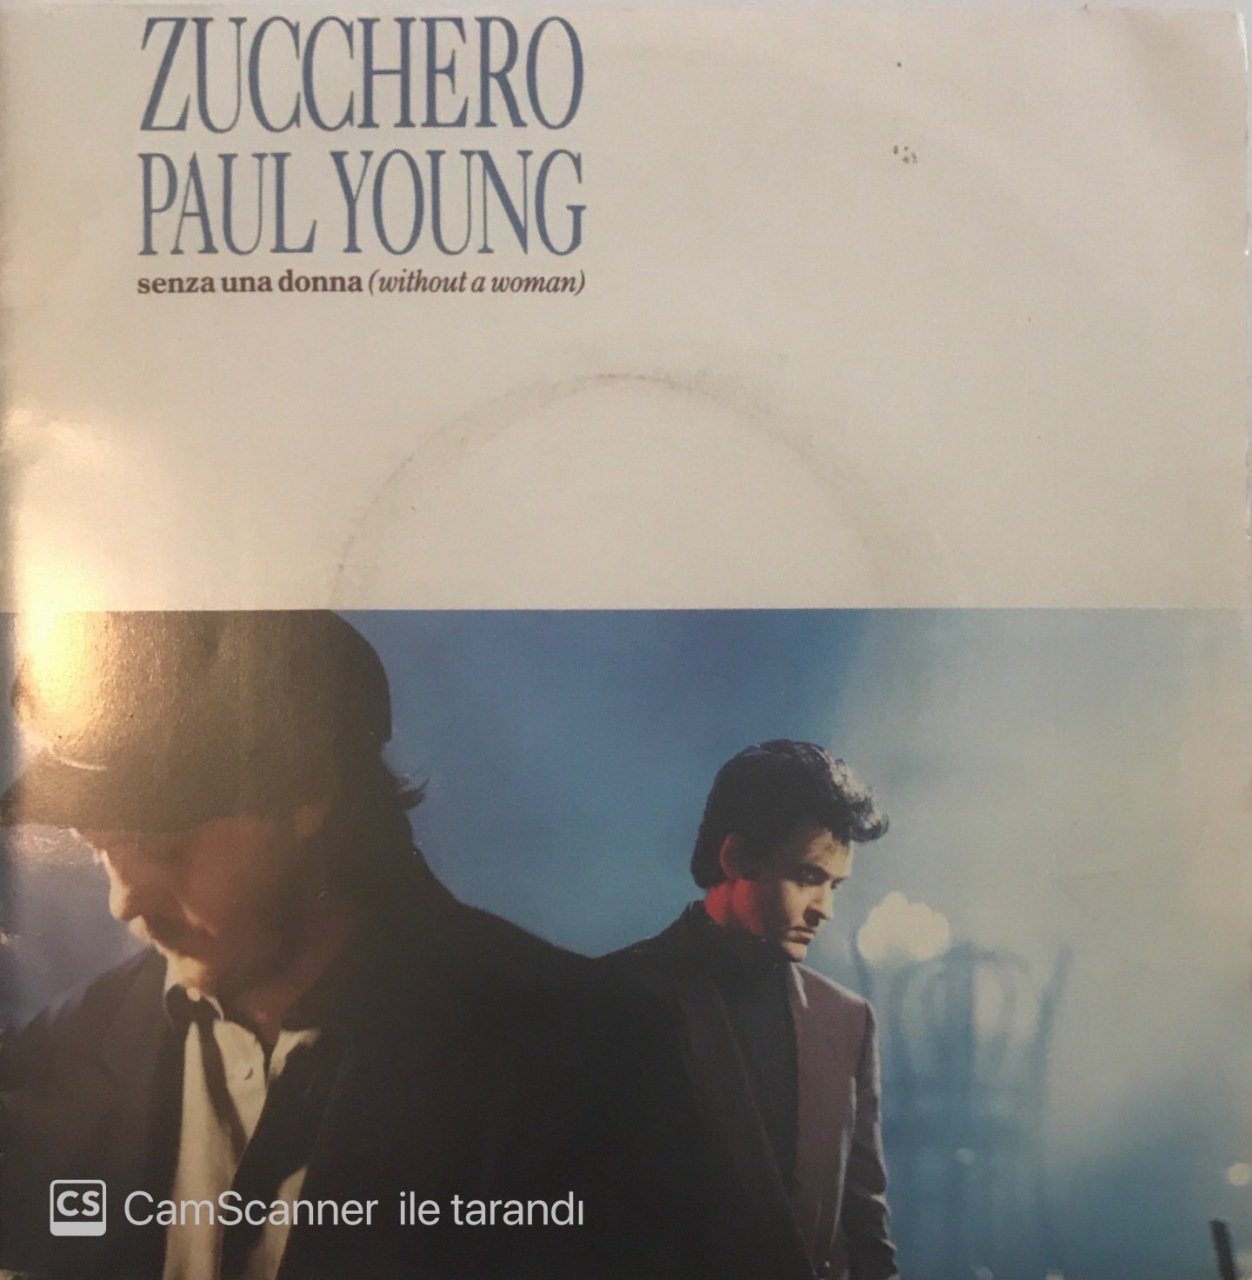 ZUCCHERO
PAUL YOUNG
senza una donna (without a woman)
CS CamScanner ile tarandı